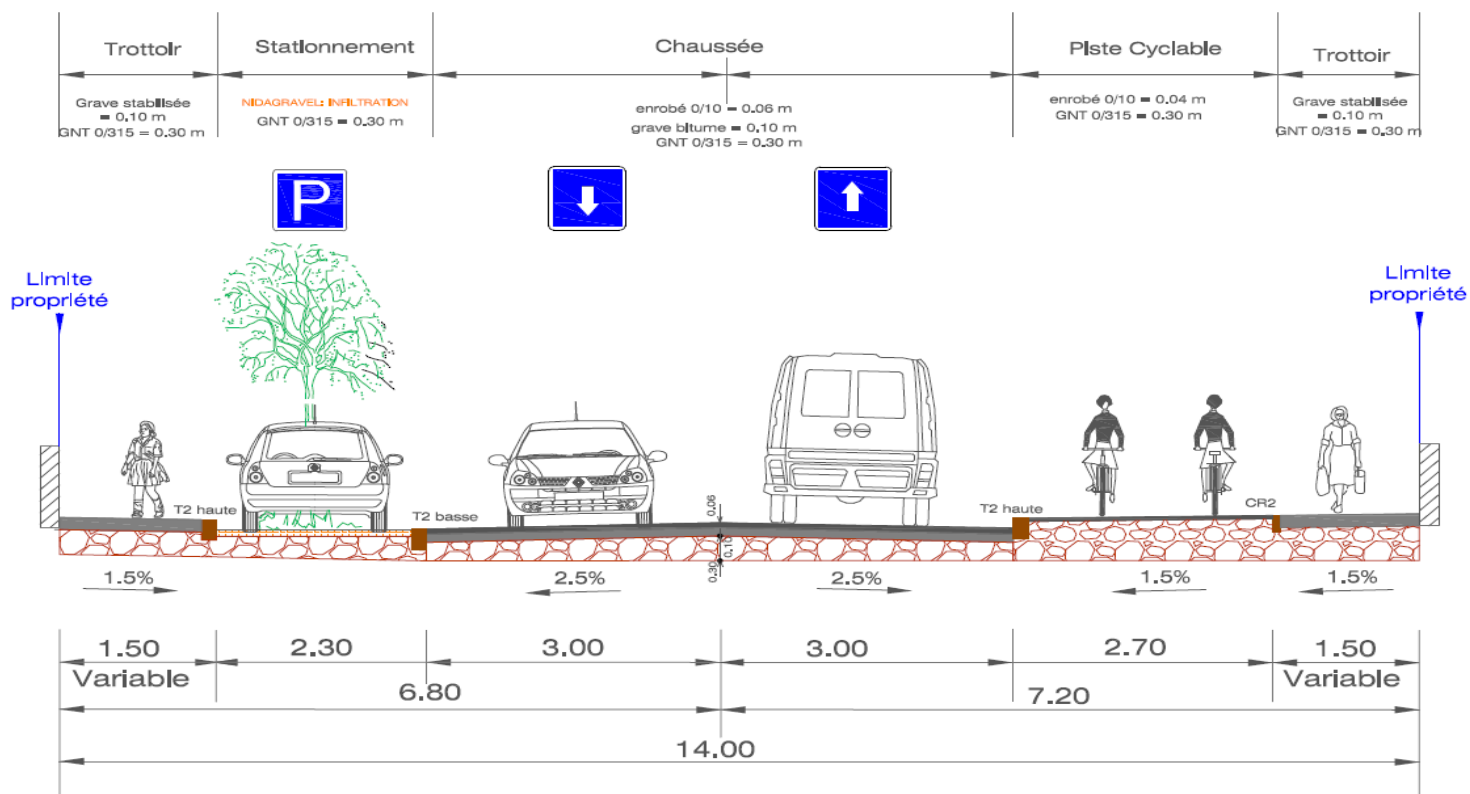 Trottoir
Stationnement
Chaussée
Piste Cyclable
Trottoir
Grave stabilisée
= 0.10 m
GNT 0/315 = 0.30 m
NIDAGRAVEL: INFILTRATION
GNT 0/315 = 0.30 m
enrobé 0/10 = 0.06 m
grave bitume = 0.10 m
GNT 0/315 = 0.30 m
enrobé 0/10 = 0.04 m
GNT 0/315 = 0.30 m
Grave stabilisée
= 0.10 m
GNT 0/315 = 0.30 m
P
Limite
propriété
Limite
propriété
T2 haute
T2 basse
0.06
0.10
0.30
T2 haute
CR2
1.5%
2.5%
2.5%
1.5%
1.5%
1.50
2.30
3.00
3.00
2.70
1.50
Variable
Variable
6.80
7.20
14.00